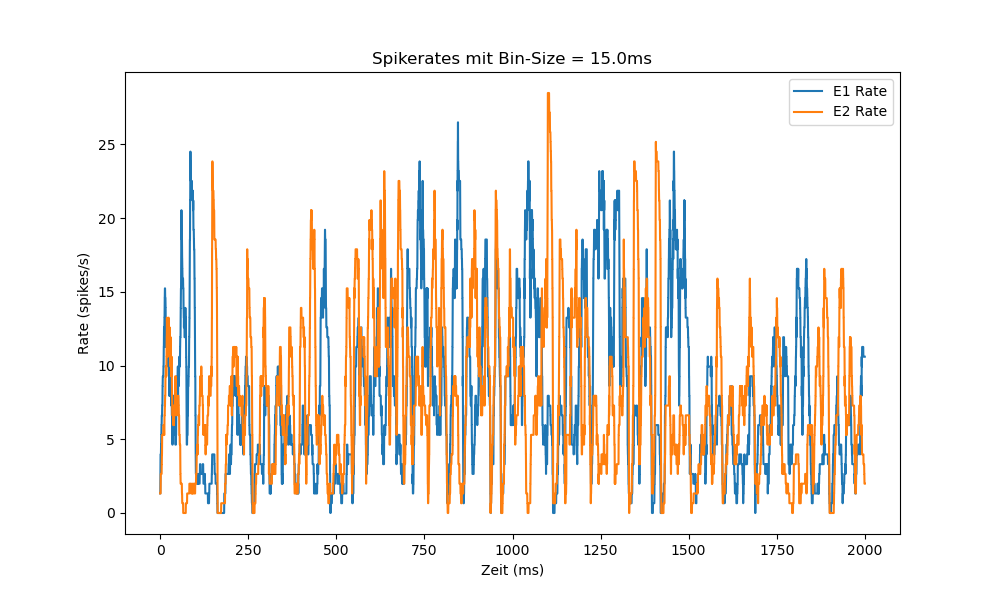 Spikerates mit Bin-Size = 15.0ms
E1 Rate
E2 Rate
Rate (spikes/s)
25
20
15
10
5
0
0 250 500 750 1000 1250 1500 1750 2000
Zeit (ms)